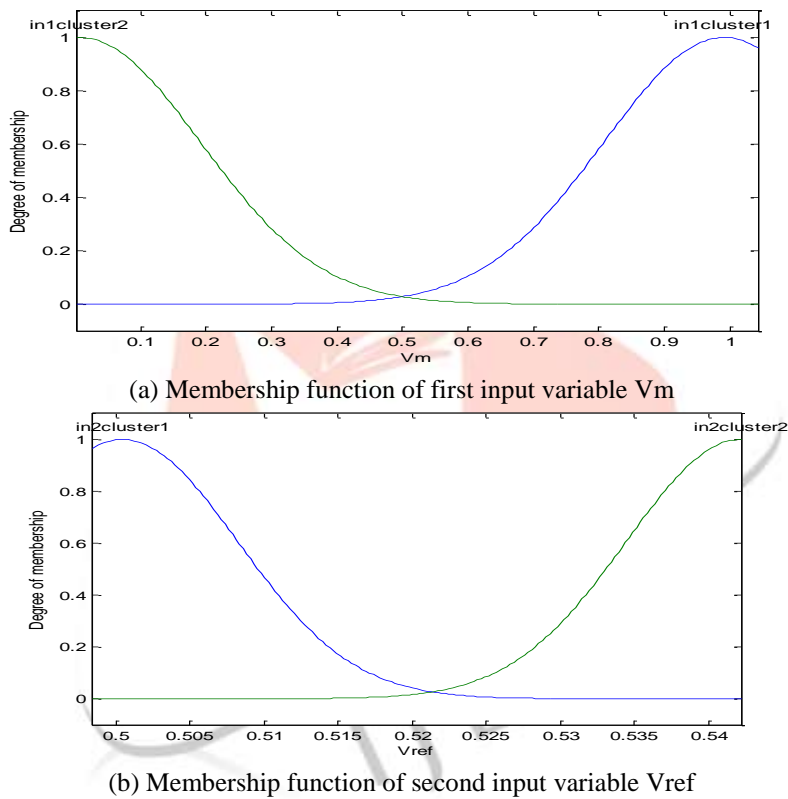 in1cluster2 in1cluster1
1
0.8
0.6
0.4
0.2
0
Degree of membership
0.1 0.2 0.3 0.4 0.5 0.6 0.7 0.8 0.9 1
Vm
(a) Membership function of first input variable Vm
in2cluster1 in2cluster2
1
0.8
0.6
0.4
0.2
0
Degree of membership
0.5 0.505 0.51 0.515 0.52 0.525 0.53 0.535 0.54
Vref
(b) Membership function of second input variable Vref